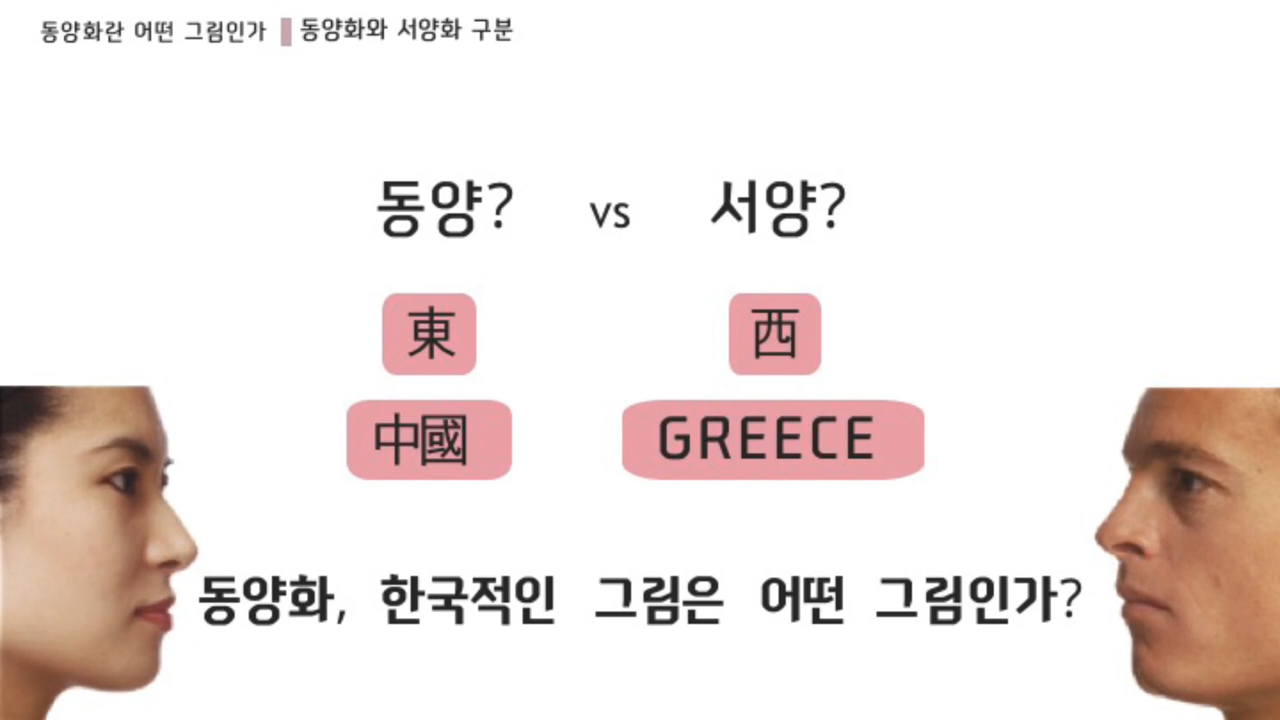 동양화란 어떤 그림인가 동양화와 서양화 구분
동양? vs 서양?
東 西
中國 GREECE
동양화, 한국적인 그림은 어떤 그림인가?